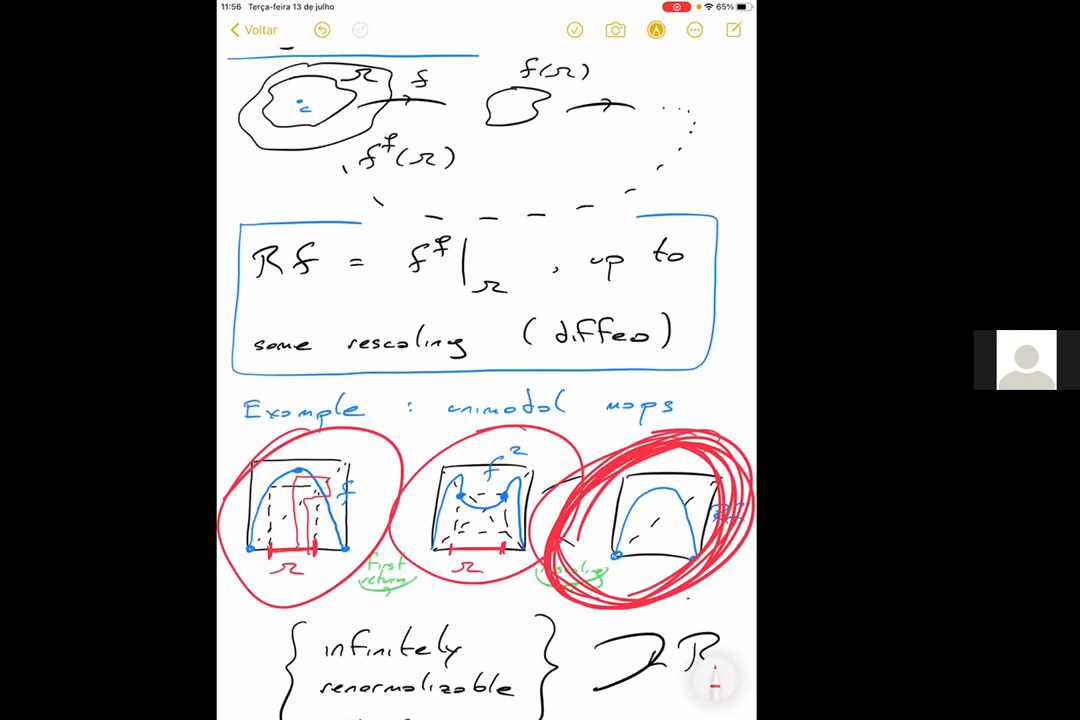 11:56 Terça-feira 13 de julho 65%
Voltar
Ω f f(Ω)
c
f^p(Ω)
Rf = f^p|_Ω , up to
some rescaling (diffeo)
Example : unimodal maps
f f²
Ω Ω
first
return rescaling
infinitely
renormalizable